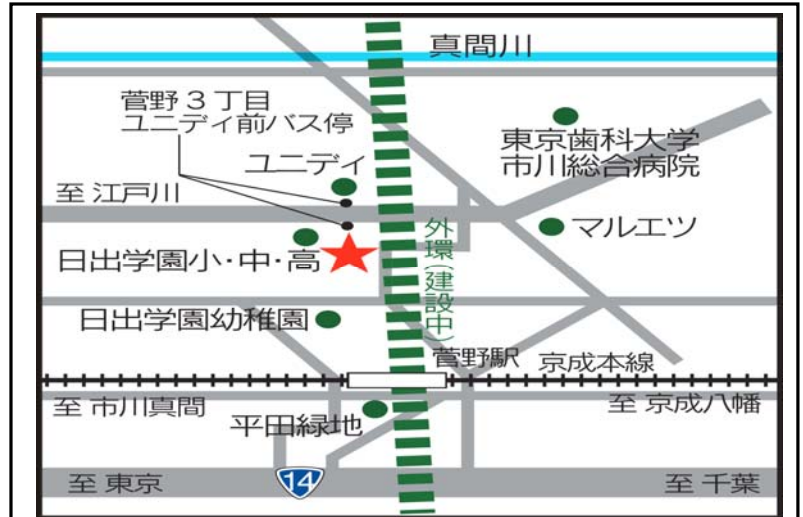 真間川
菅野3丁目
ユニディ前バス停
東京歯科大学
市川総合病院
ユニディ
至 江戸川
マルエツ
日出学園小・中・高
外環(建設中)
日出学園幼稚園
菅野駅
京成本線
至 市川真間
至 京成八幡
平田緑地
至 東京
14
至 千葉